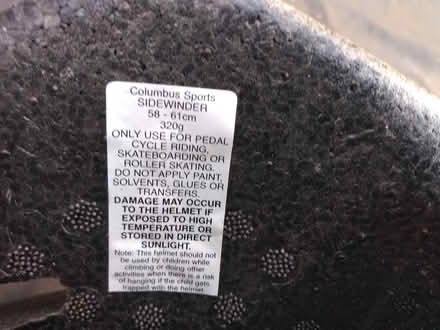 Columbus Sports
SIDEWINDER
58 - 61cm
320g
ONLY USE FOR PEDAL
CYCLE RIDING,
SKATEBOARDING OR
ROLLER SKATING.
DO NOT APPLY PAINT,
SOLVENTS, GLUES OR
TRANSFERS.
DAMAGE MAY OCCUR
TO THE HELMET IF
EXPOSED TO HIGH
TEMPERATURE OR
STORED IN DIRECT
SUNLIGHT.
Note: This helmet should not
be used by children while
climbing or doing other
activities when there is a risk
of hanging if the child gets
trapped with the helmet.